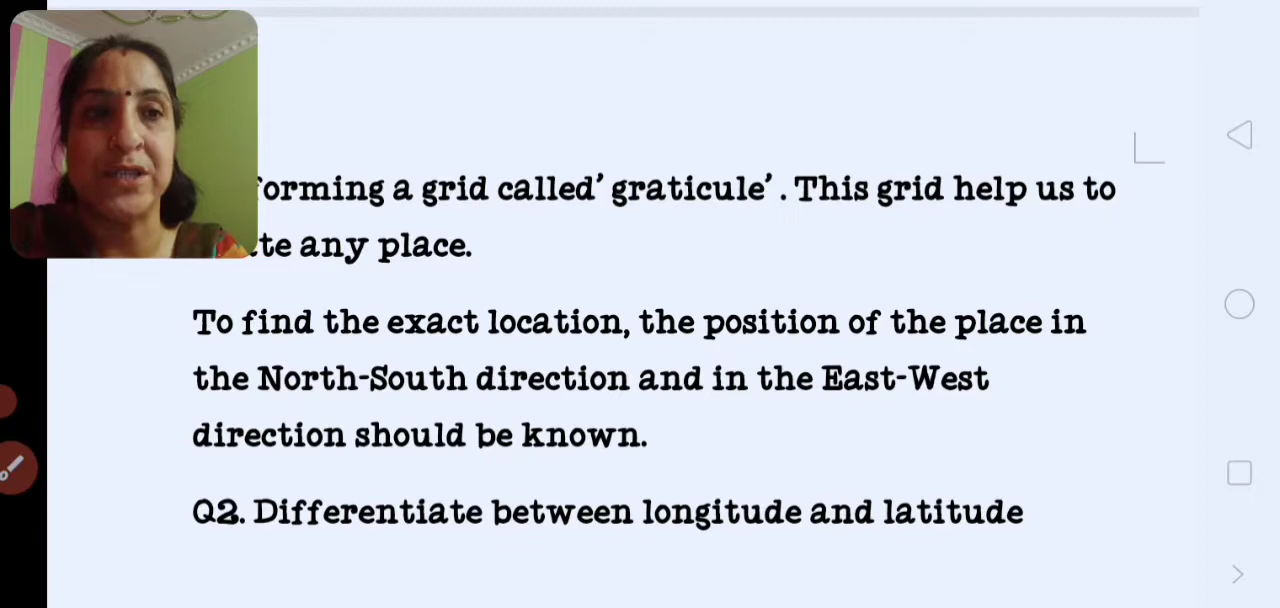 forming a grid called’ graticule’ . This grid help us to
any place.
To find the exact location, the position of the place in
the North-South direction and in the East-West
direction should be known.
Q2. Differentiate between longitude and latitude